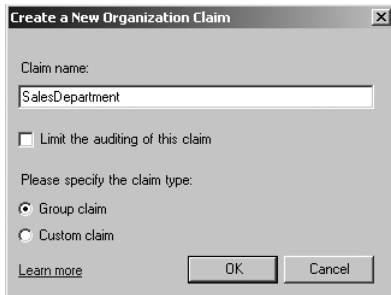 Create a New Organization Claim
Claim name:
SalesDepartment
Limit the auditing of this claim
Please specify the claim type:
Group claim
Custom claim
Learn more
OK
Cancel